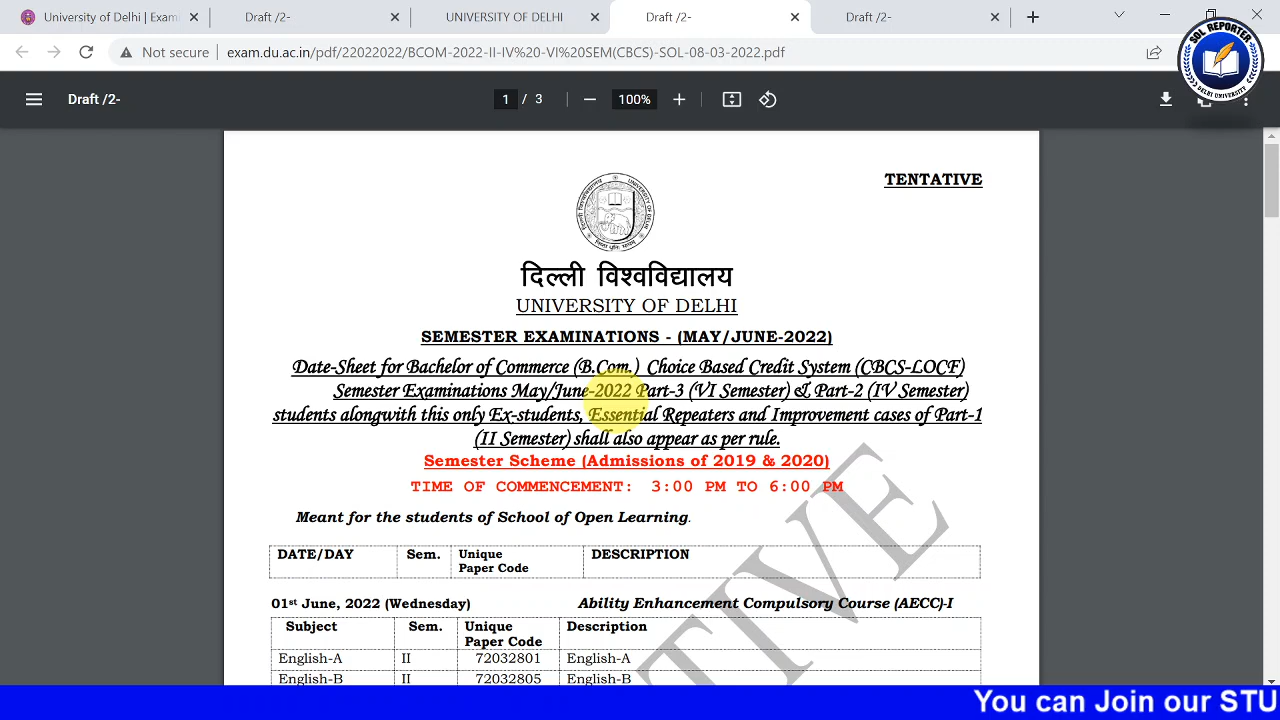 University of Delhi | Exam
Draft /2-
UNIVERSITY OF DELHI
Draft /2-
Draft /2-
Not secure
exam.du.ac.in/pdf/22022022/BCOM-2022-II-IV%20-VI%20SEM(CBCS)-SOL-08-03-2022.pdf
SOL REPORTER
DELHI UNIVERSITY
Draft /2-
1 / 3
100%
TENTATIVE
दिल्ली विश्वविद्यालय
UNIVERSITY OF DELHI
SEMESTER EXAMINATIONS - (MAY/JUNE-2022)
Date-Sheet for Bachelor of Commerce (B.Com.) Choice Based Credit System (CBCS-LOCF)
Semester Examinations May/June-2022 Part-3 (VI Semester) & Part-2 (IV Semester)
students alongwith this only Ex-students, Essential Repeaters and Improvement cases of Part-1
(II Semester) shall also appear as per rule.
Semester Scheme (Admissions of 2019 & 2020)
TIME OF COMMENCEMENT: 3:00 PM TO 6:00 PM
Meant for the students of School of Open Learning.
DATE/DAY Sem. Unique Paper Code DESCRIPTION
01st June, 2022 (Wednesday) Ability Enhancement Compulsory Course (AECC)-I
Subject Sem. Unique Paper Code Description
English-A II 72032801 English-A
English-B II 72032805 English-B
TIVE
You can Join our STU